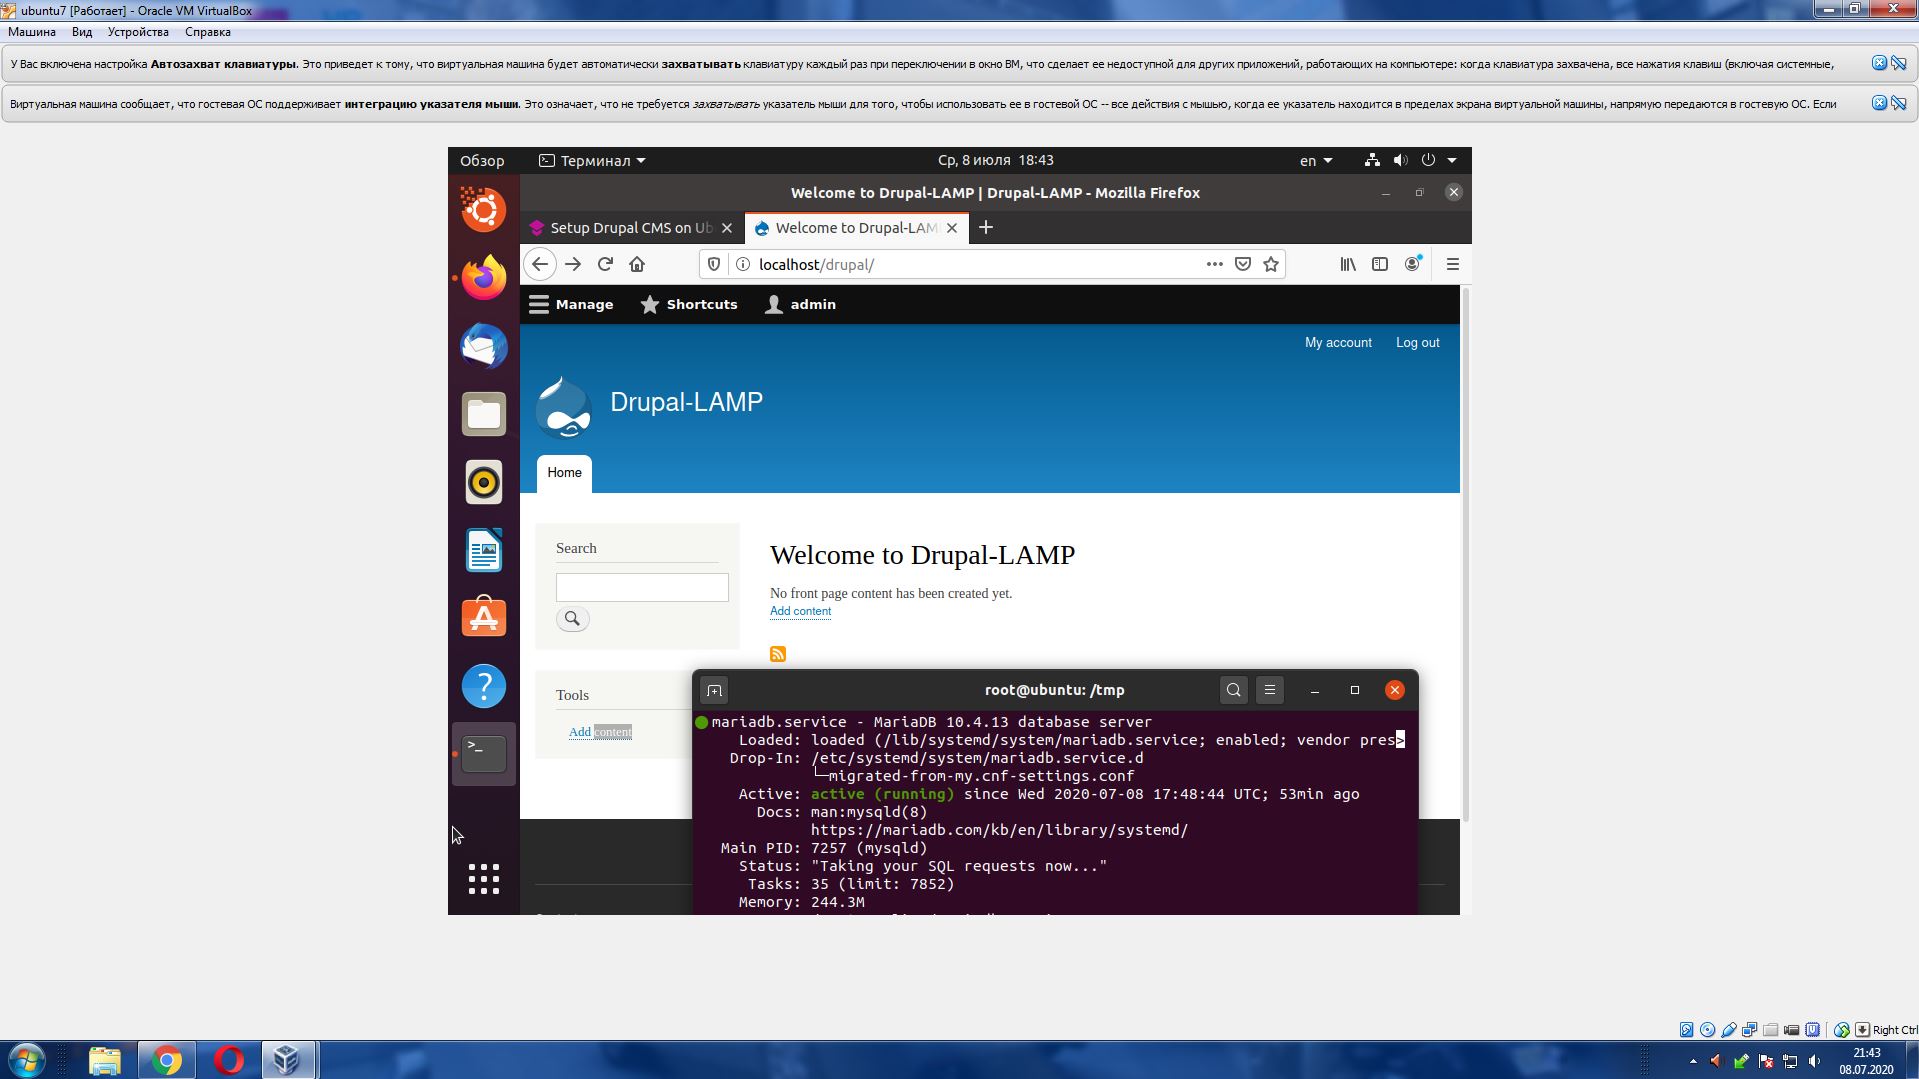 ubuntu7 [Работает] - Oracle VM VirtualBox
Машина Вид Устройства Справка
У Вас включена настройка Автозахват клавиатуры. Это приведет к тому, что виртуальная машина будет автоматически захватывать клавиатуру каждый раз при переключении в окно ВМ, что сделает ее недоступной для других приложений, работающих на компьютере: когда клавиатура захвачена, все нажатия клавиш (включая системные,
Виртуальная машина сообщает, что гостевая ОС поддерживает интеграцию указателя мыши. Это означает, что не требуется захватывать указатель мыши для того, чтобы использовать ее в гостевой ОС -- все действия с мышью, когда ее указатель находится в пределах экрана виртуальной машины, напрямую передаются в гостевую ОС. Если
Обзор Терминал Ср, 8 июля 18:43 en
Welcome to Drupal-LAMP | Drupal-LAMP - Mozilla Firefox
Setup Drupal CMS on Ub Welcome to Drupal-LAM
localhost/drupal/
Manage Shortcuts admin
My account Log out
Drupal-LAMP
Home
Search
Welcome to Drupal-LAMP
No front page content has been created yet.
Add content
Tools
Add content
root@ubuntu: /tmp
mariadb.service - MariaDB 10.4.13 database server
Loaded: loaded (/lib/systemd/system/mariadb.service; enabled; vendor pres>
Drop-In: /etc/systemd/system/mariadb.service.d
└─migrated-from-my.cnf-settings.conf
Active: active (running) since Wed 2020-07-08 17:48:44 UTC; 53min ago
Docs: man:mysqld(8)
https://mariadb.com/kb/en/library/systemd/
Main PID: 7257 (mysqld)
Status: "Taking your SQL requests now..."
Tasks: 35 (limit: 7852)
Memory: 244.3M
Right Ctrl
21:43
08.07.2020